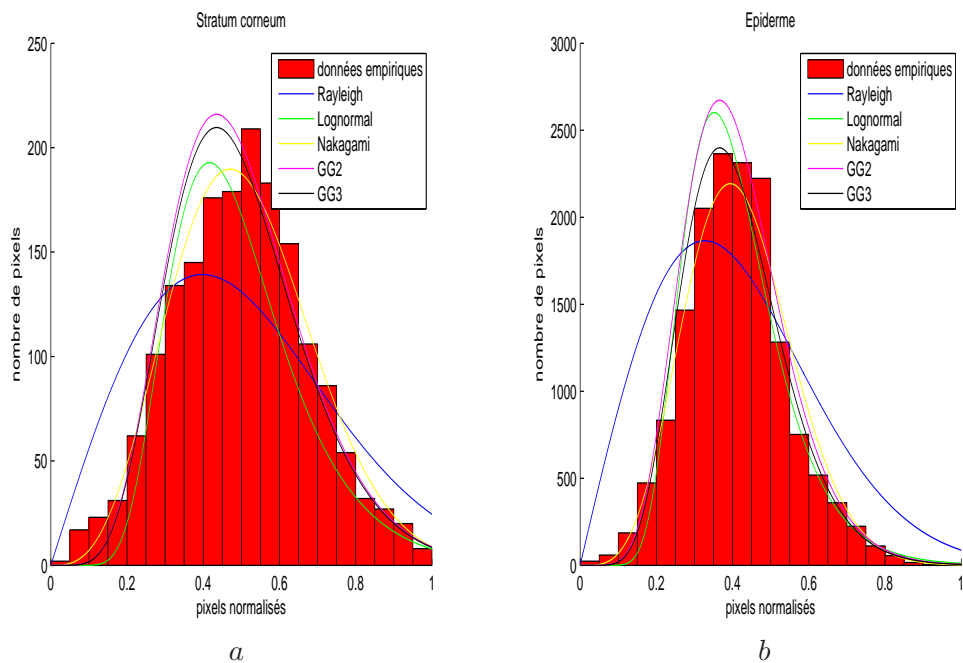 Stratum corneum
250
200
150
100
50
0
nombre de pixels
0
0.2
0.4
0.6
0.8
1
pixels normalisés
données empiriques
Rayleigh
Lognormal
Nakagami
GG2
GG3
a
Epiderme
3000
2500
2000
1500
1000
500
0
nombre de pixels
0
0.2
0.4
0.6
0.8
1
pixels normalisés
données empiriques
Rayleigh
Lognormal
Nakagami
GG2
GG3
b